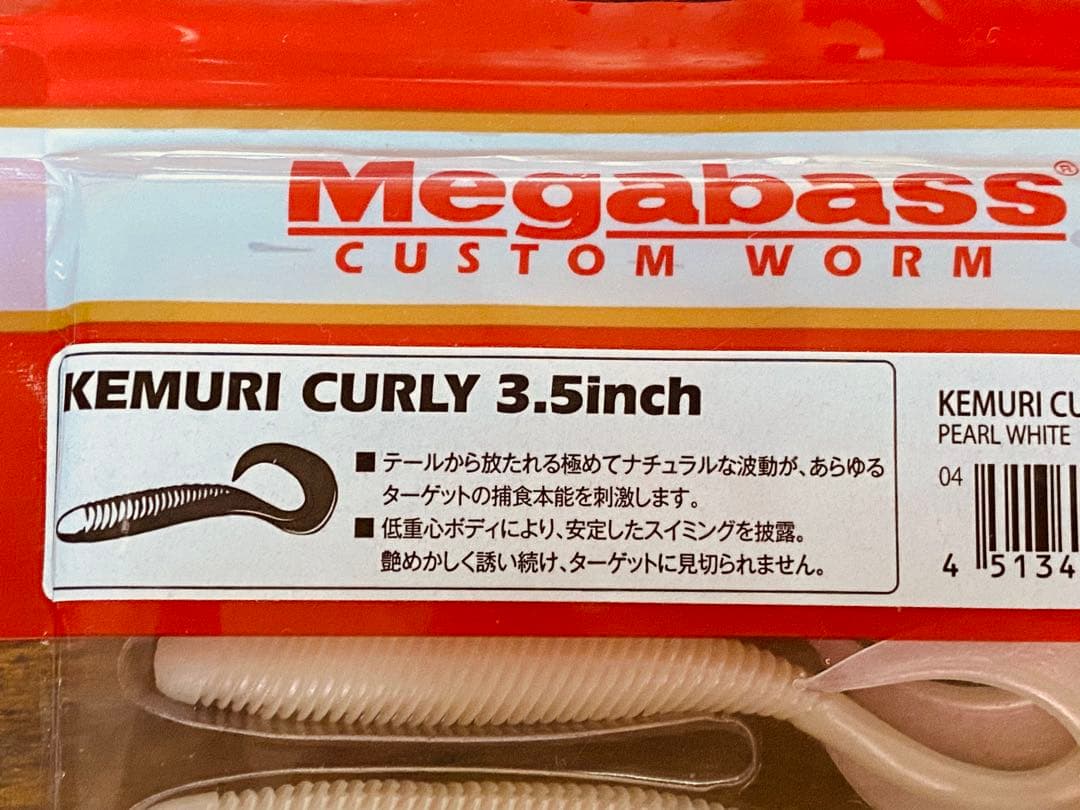 Megabass®
CUSTOM WORM
KEMURI CURLY 3.5inch
■ テールから放たれる極めてナチュラルな波動が、あらゆる
ターゲットの捕食本能を刺激します。
■ 低重心ボディにより、安定したスイミングを披露。
艶めかしく誘い続け、ターゲットに見切られません。
KEMURI CU
PEARL WHITE
04
4 5134